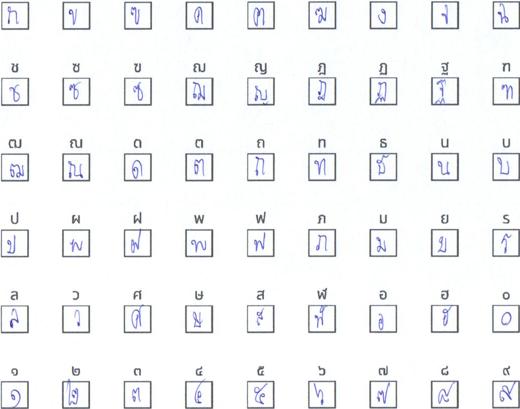 ก ข ฃ ค ฅ ฆ ง จ ฉ
ช ซ ฃ ฌ ญ ฎ ฏ ฐ ฑ
ช ซ ซ ฌ ญ ฎ ฏ ฐ ฑ
ฒ ณ ด ต ถ ท ธ น บ
ฒ ณ ด ต ถ ท ธ น บ
ป ผ ฝ พ ฟ ภ ม ย ร
ป ผ ฝ พ ฟ ภ ม ย ร
ล ว ศ ษ ส ฬ อ ฮ ๐
ล ว ศ ษ ส ฬ อ ฮ ๐
๑ ๒ ๓ ๔ ๕ ๖ ๗ ๘ ๙
๑ ๒ ๓ ๔ ๕ ๖ ๗ ๘ ๙